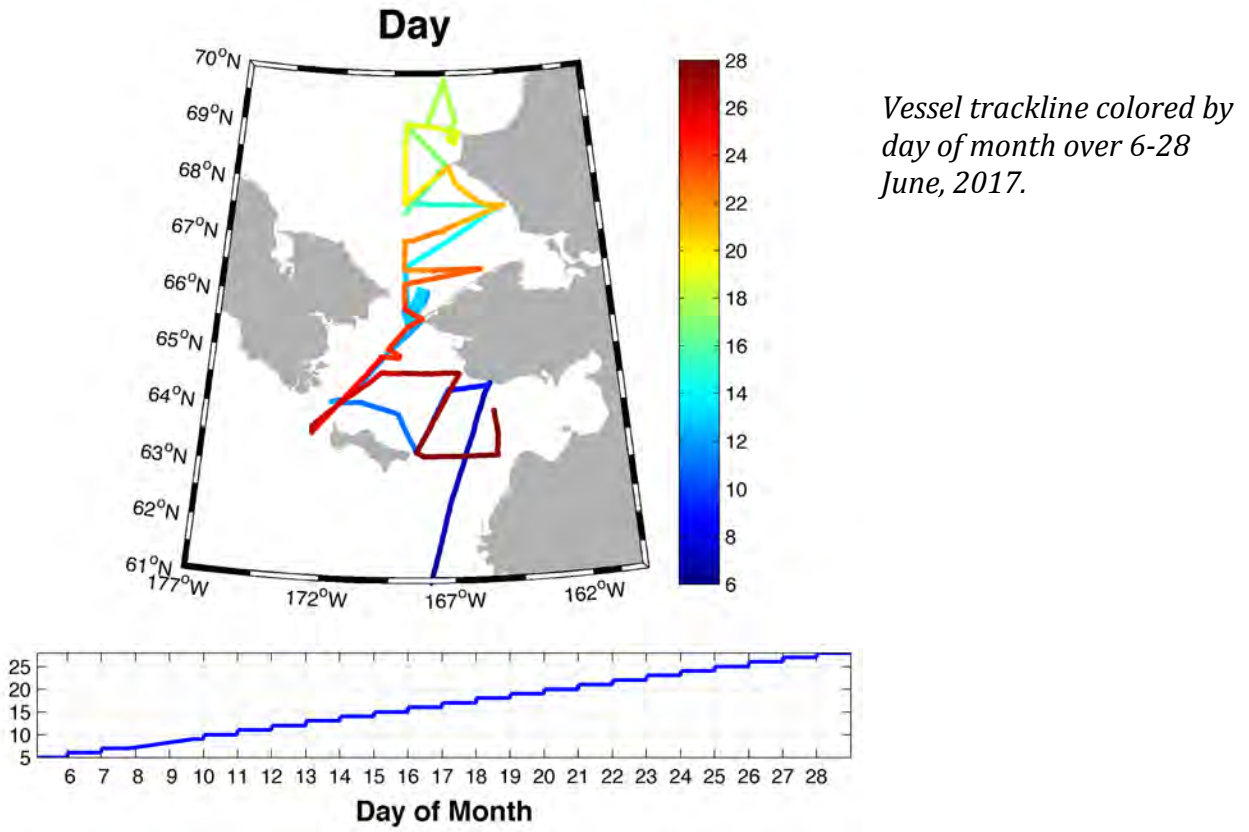 Day
70°N
69°N
68°N
67°N
66°N
65°N
64°N
63°N
62°N
61°N
177°W
172°W
167°W
162°W
28
26
24
22
20
18
16
14
12
10
8
6
Vessel trackline colored by
day of month over 6-28
June, 2017.
25
20
15
10
5
6 7 8 9 10 11 12 13 14 15 16 17 18 19 20 21 22 23 24 25 26 27 28
Day of Month